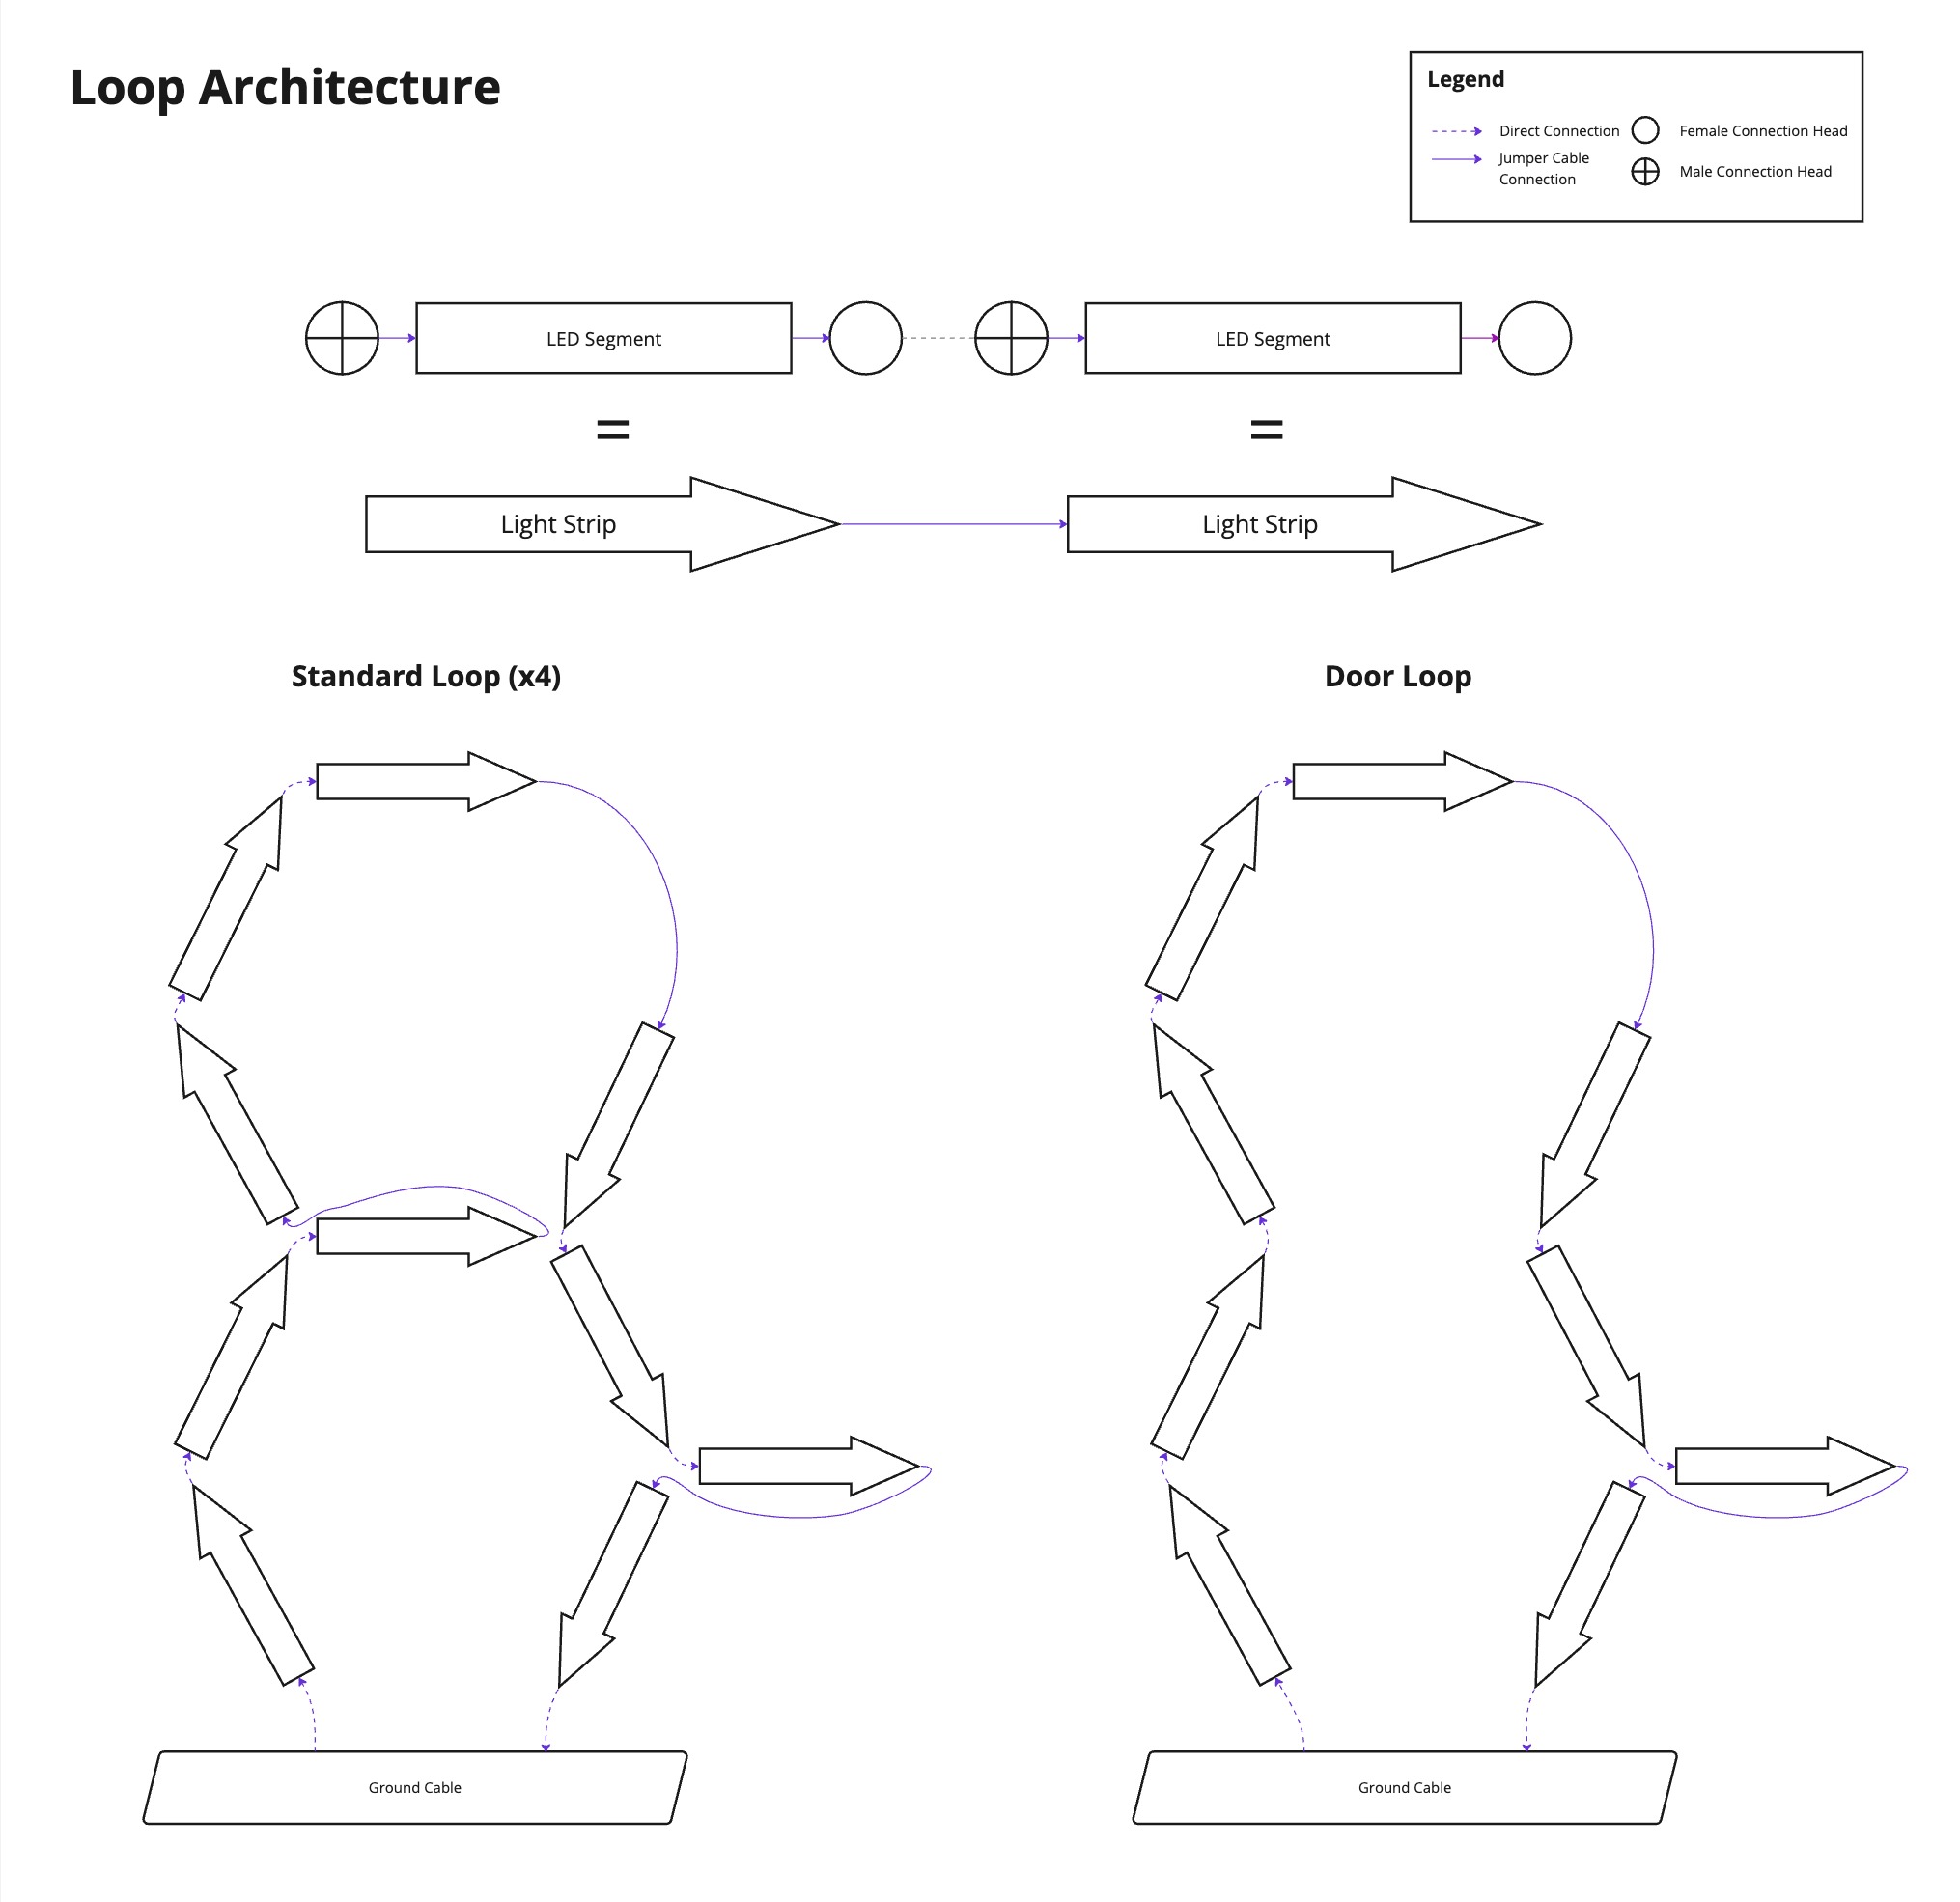 Loop Architecture
Legend
Direct Connection
Female Connection Head
Jumper Cable
Connection
Male Connection Head
LED Segment
LED Segment
=
=
Light Strip
Light Strip
Standard Loop (x4)
Door Loop
Ground Cable
Ground Cable